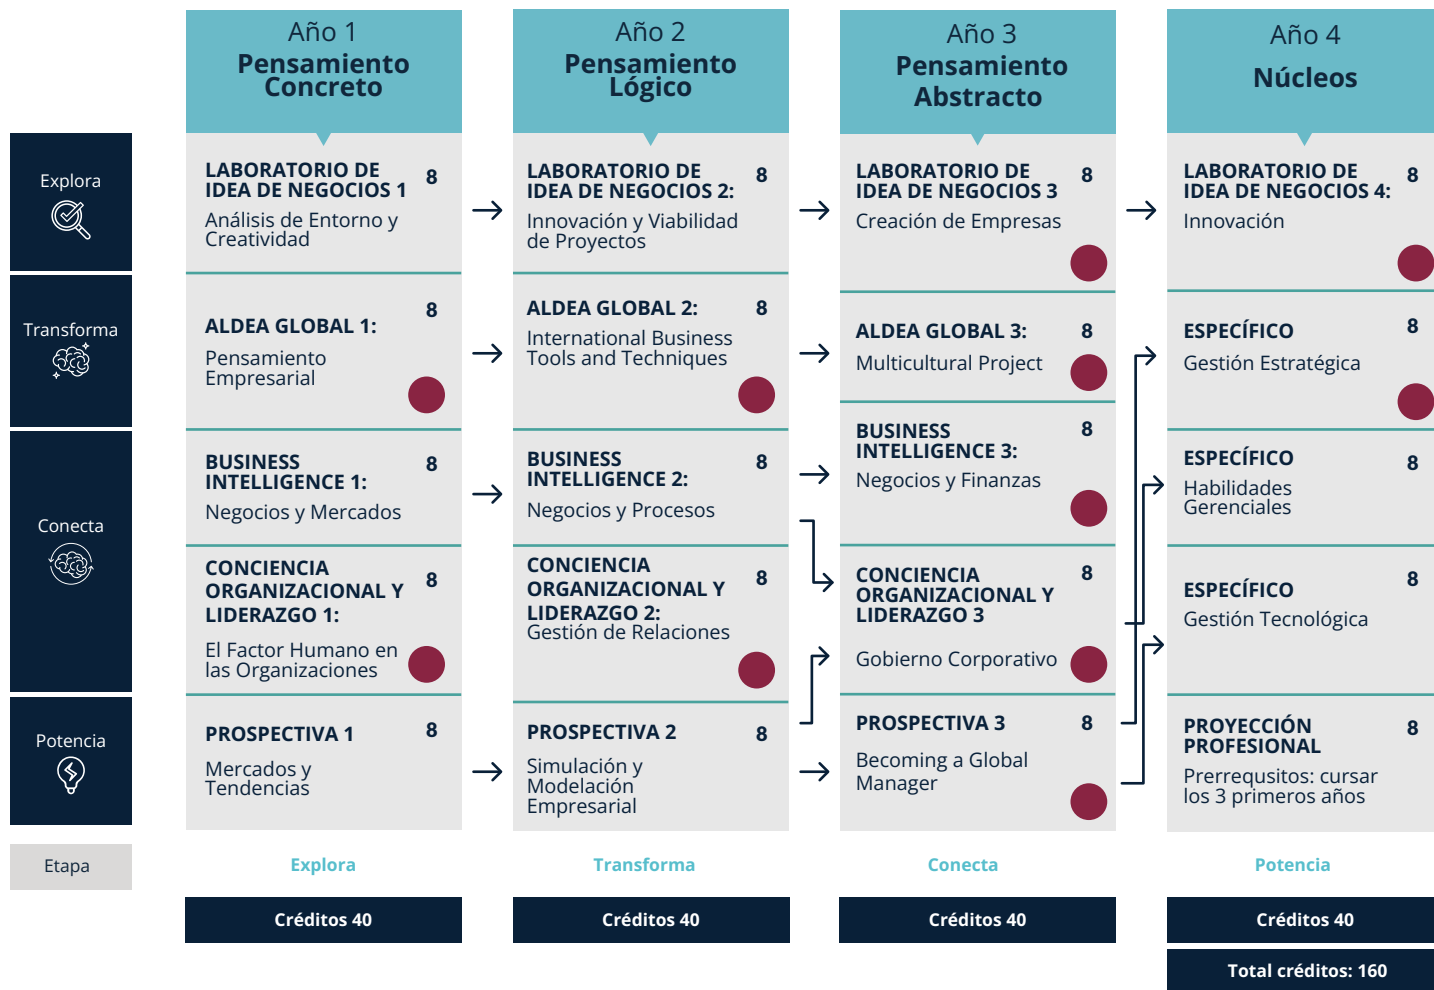 Año 1
Pensamiento
Concreto
Año 2
Pensamiento
Lógico
Año 3
Pensamiento
Abstracto
Año 4
Núcleos
Explora
Transforma
Conecta
Potencia
Etapa
LABORATORIO DE
IDEA DE NEGOCIOS 1
8
Análisis de Entorno y
Creatividad
ALDEA GLOBAL 1:
8
Pensamiento
Empresarial
BUSINESS
INTELLIGENCE 1:
8
Negocios y Mercados
CONCIENCIA
ORGANIZACIONAL Y
LIDERAZGO 1:
8
El Factor Humano en
las Organizaciones
PROSPECTIVA 1
8
Mercados y
Tendencias
Explora
Créditos 40
LABORATORIO DE
IDEA DE NEGOCIOS 2:
8
Innovación y Viabilidad
de Proyectos
ALDEA GLOBAL 2:
8
International Business
Tools and Techniques
BUSINESS
INTELLIGENCE 2:
8
Negocios y Procesos
CONCIENCIA
ORGANIZACIONAL Y
LIDERAZGO 2:
8
Gestión de Relaciones
PROSPECTIVA 2
8
Simulación y
Modelación
Empresarial
Transforma
Créditos 40
LABORATORIO DE
IDEA DE NEGOCIOS 3
8
Creación de Empresas
ALDEA GLOBAL 3:
8
Multicultural Project
BUSINESS
INTELLIGENCE 3:
8
Negocios y Finanzas
CONCIENCIA
ORGANIZACIONAL Y
LIDERAZGO 3
8
Gobierno Corporativo
PROSPECTIVA 3
8
Becoming a Global
Manager
Conecta
Créditos 40
LABORATORIO DE
IDEA DE NEGOCIOS 4:
8
Innovación
ESPECÍFICO
8
Gestión Estratégica
ESPECÍFICO
8
Habilidades
Gerenciales
ESPECÍFICO
8
Gestión Tecnológica
PROYECCIÓN
PROFESIONAL
8
Prerrequsitos: cursar
los 3 primeros años
Potencia
Créditos 40
Total créditos: 160